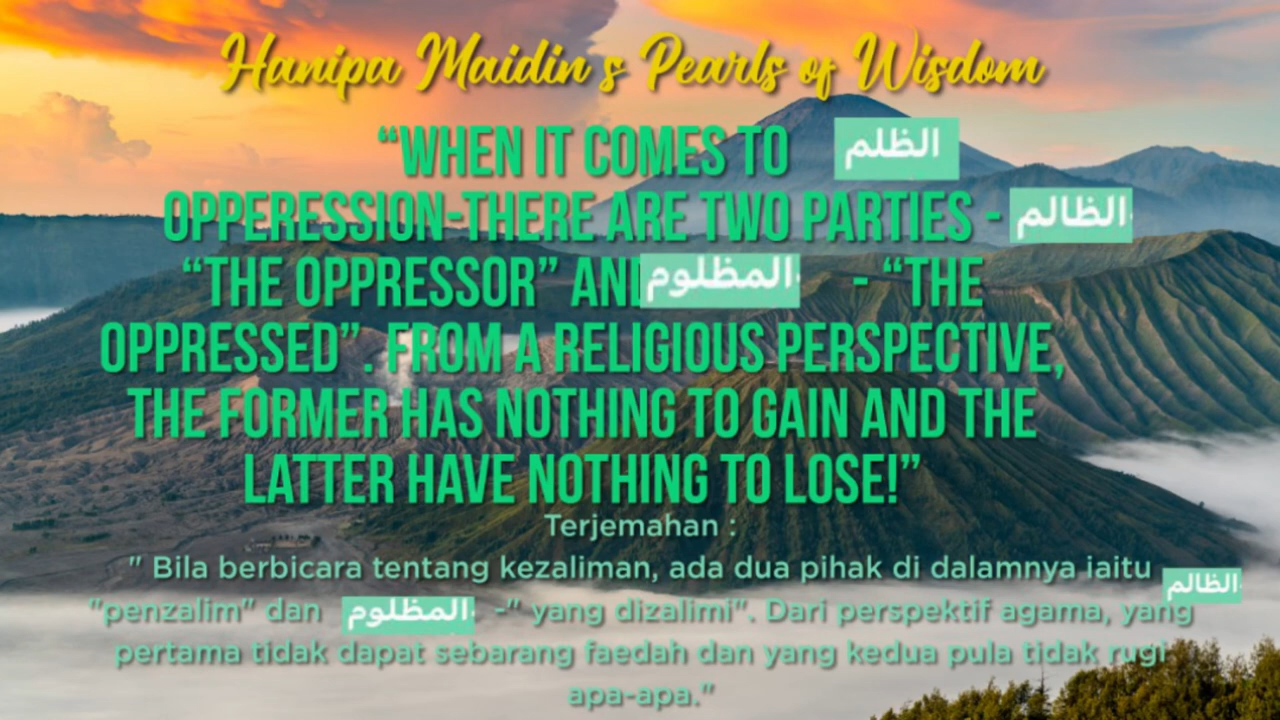 Hanipa Maidin's Pearls of Wisdom
“WHEN IT COMES TO الظلم
OPPERESSION-THERE ARE TWO PARTIES - الظالم
“THE OPPRESSOR” AND المظلوم - “THE
OPPRESSED”. FROM A RELIGIOUS PERSPECTIVE,
THE FORMER HAS NOTHING TO GAIN AND THE
LATTER HAVE NOTHING TO LOSE!”
Terjemahan :
" Bila berbicara tentang kezaliman, ada dua pihak di dalamnya iaitu الظالم
"penzalim" dan المظلوم -" yang dizalimi". Dari perspektif agama, yang
pertama tidak dapat sebarang faedah dan yang kedua pula tidak rugi
apa-apa."